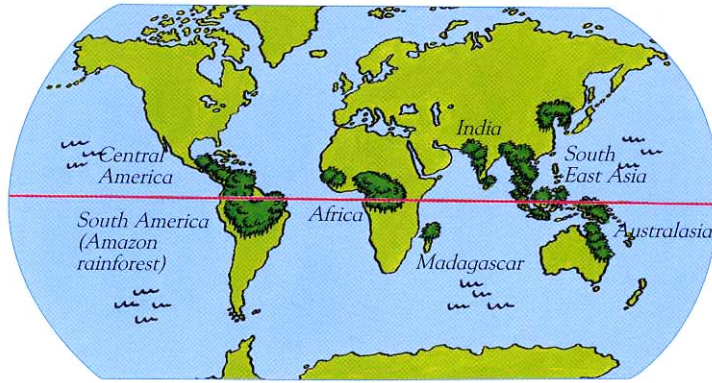 Central
America
South America
(Amazon
rainforest)
Africa
Madagascar
India
South
East Asia
Australasia